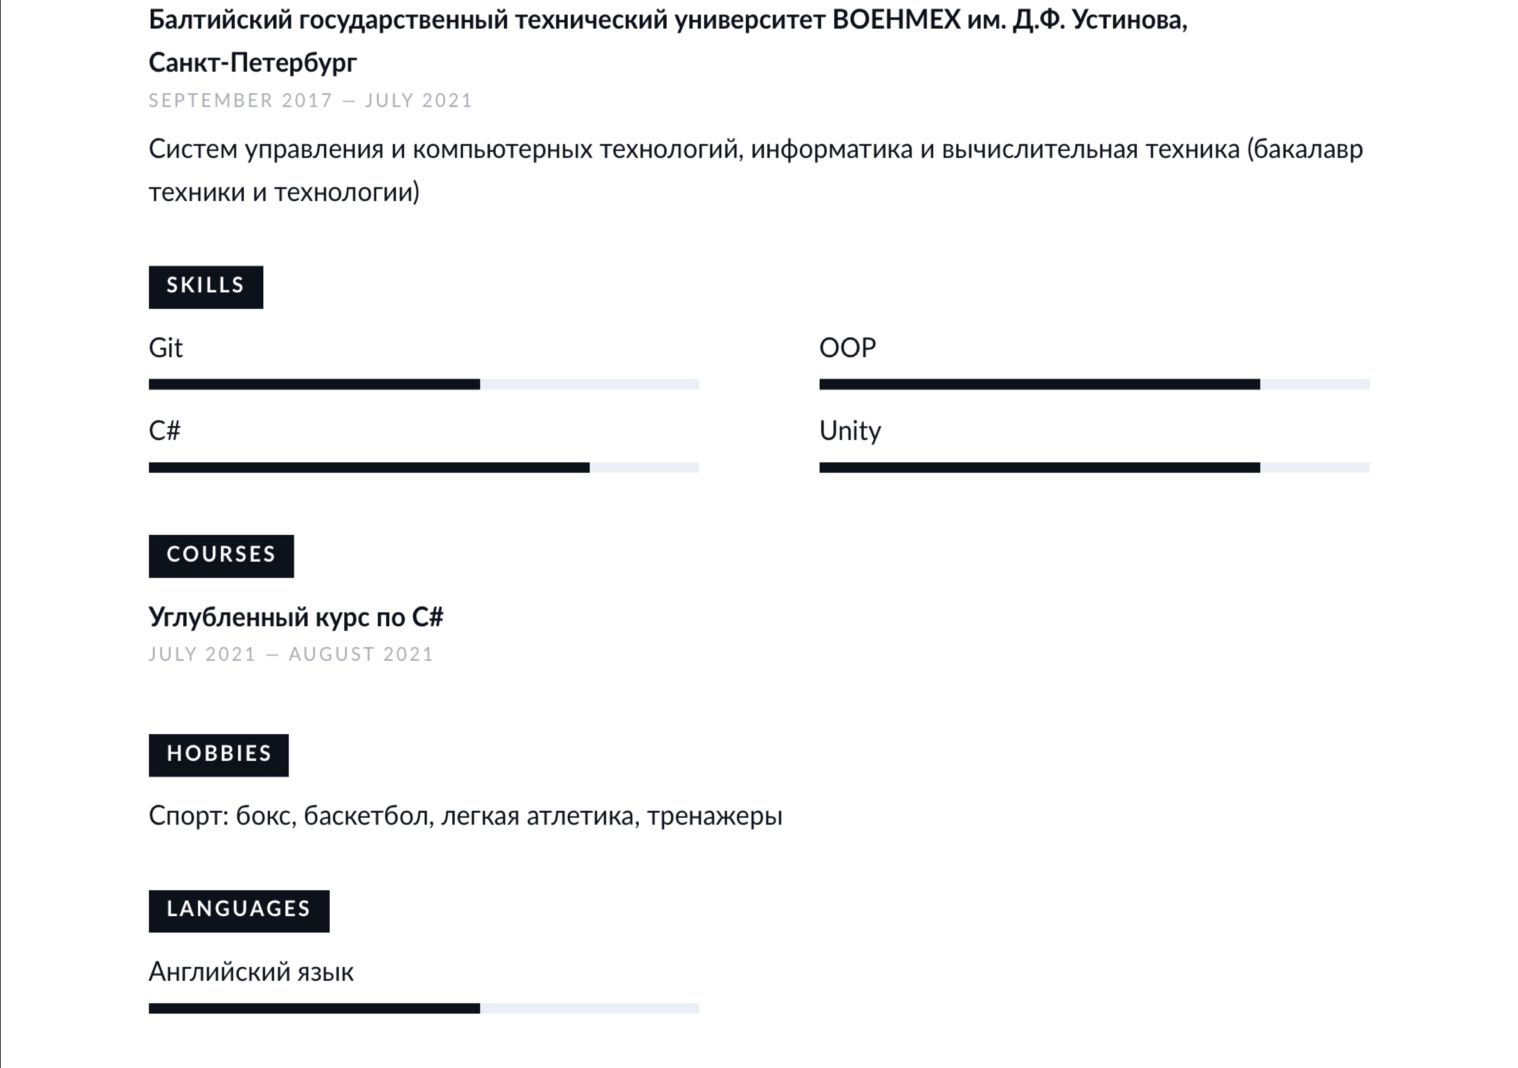 Балтийский государственный технический университет ВОЕНМЕХ им. Д.Ф. Устинова,
Санкт-Петербург
SEPTEMBER 2017 — JULY 2021
Систем управления и компьютерных технологий, информатика и вычислительная техника (бакалавр
техники и технологии)
SKILLS
Git
OOP
C#
Unity
COURSES
Углубленный курс по C#
JULY 2021 — AUGUST 2021
HOBBIES
Спорт: бокс, баскетбол, легкая атлетика, тренажеры
LANGUAGES
Английский язык